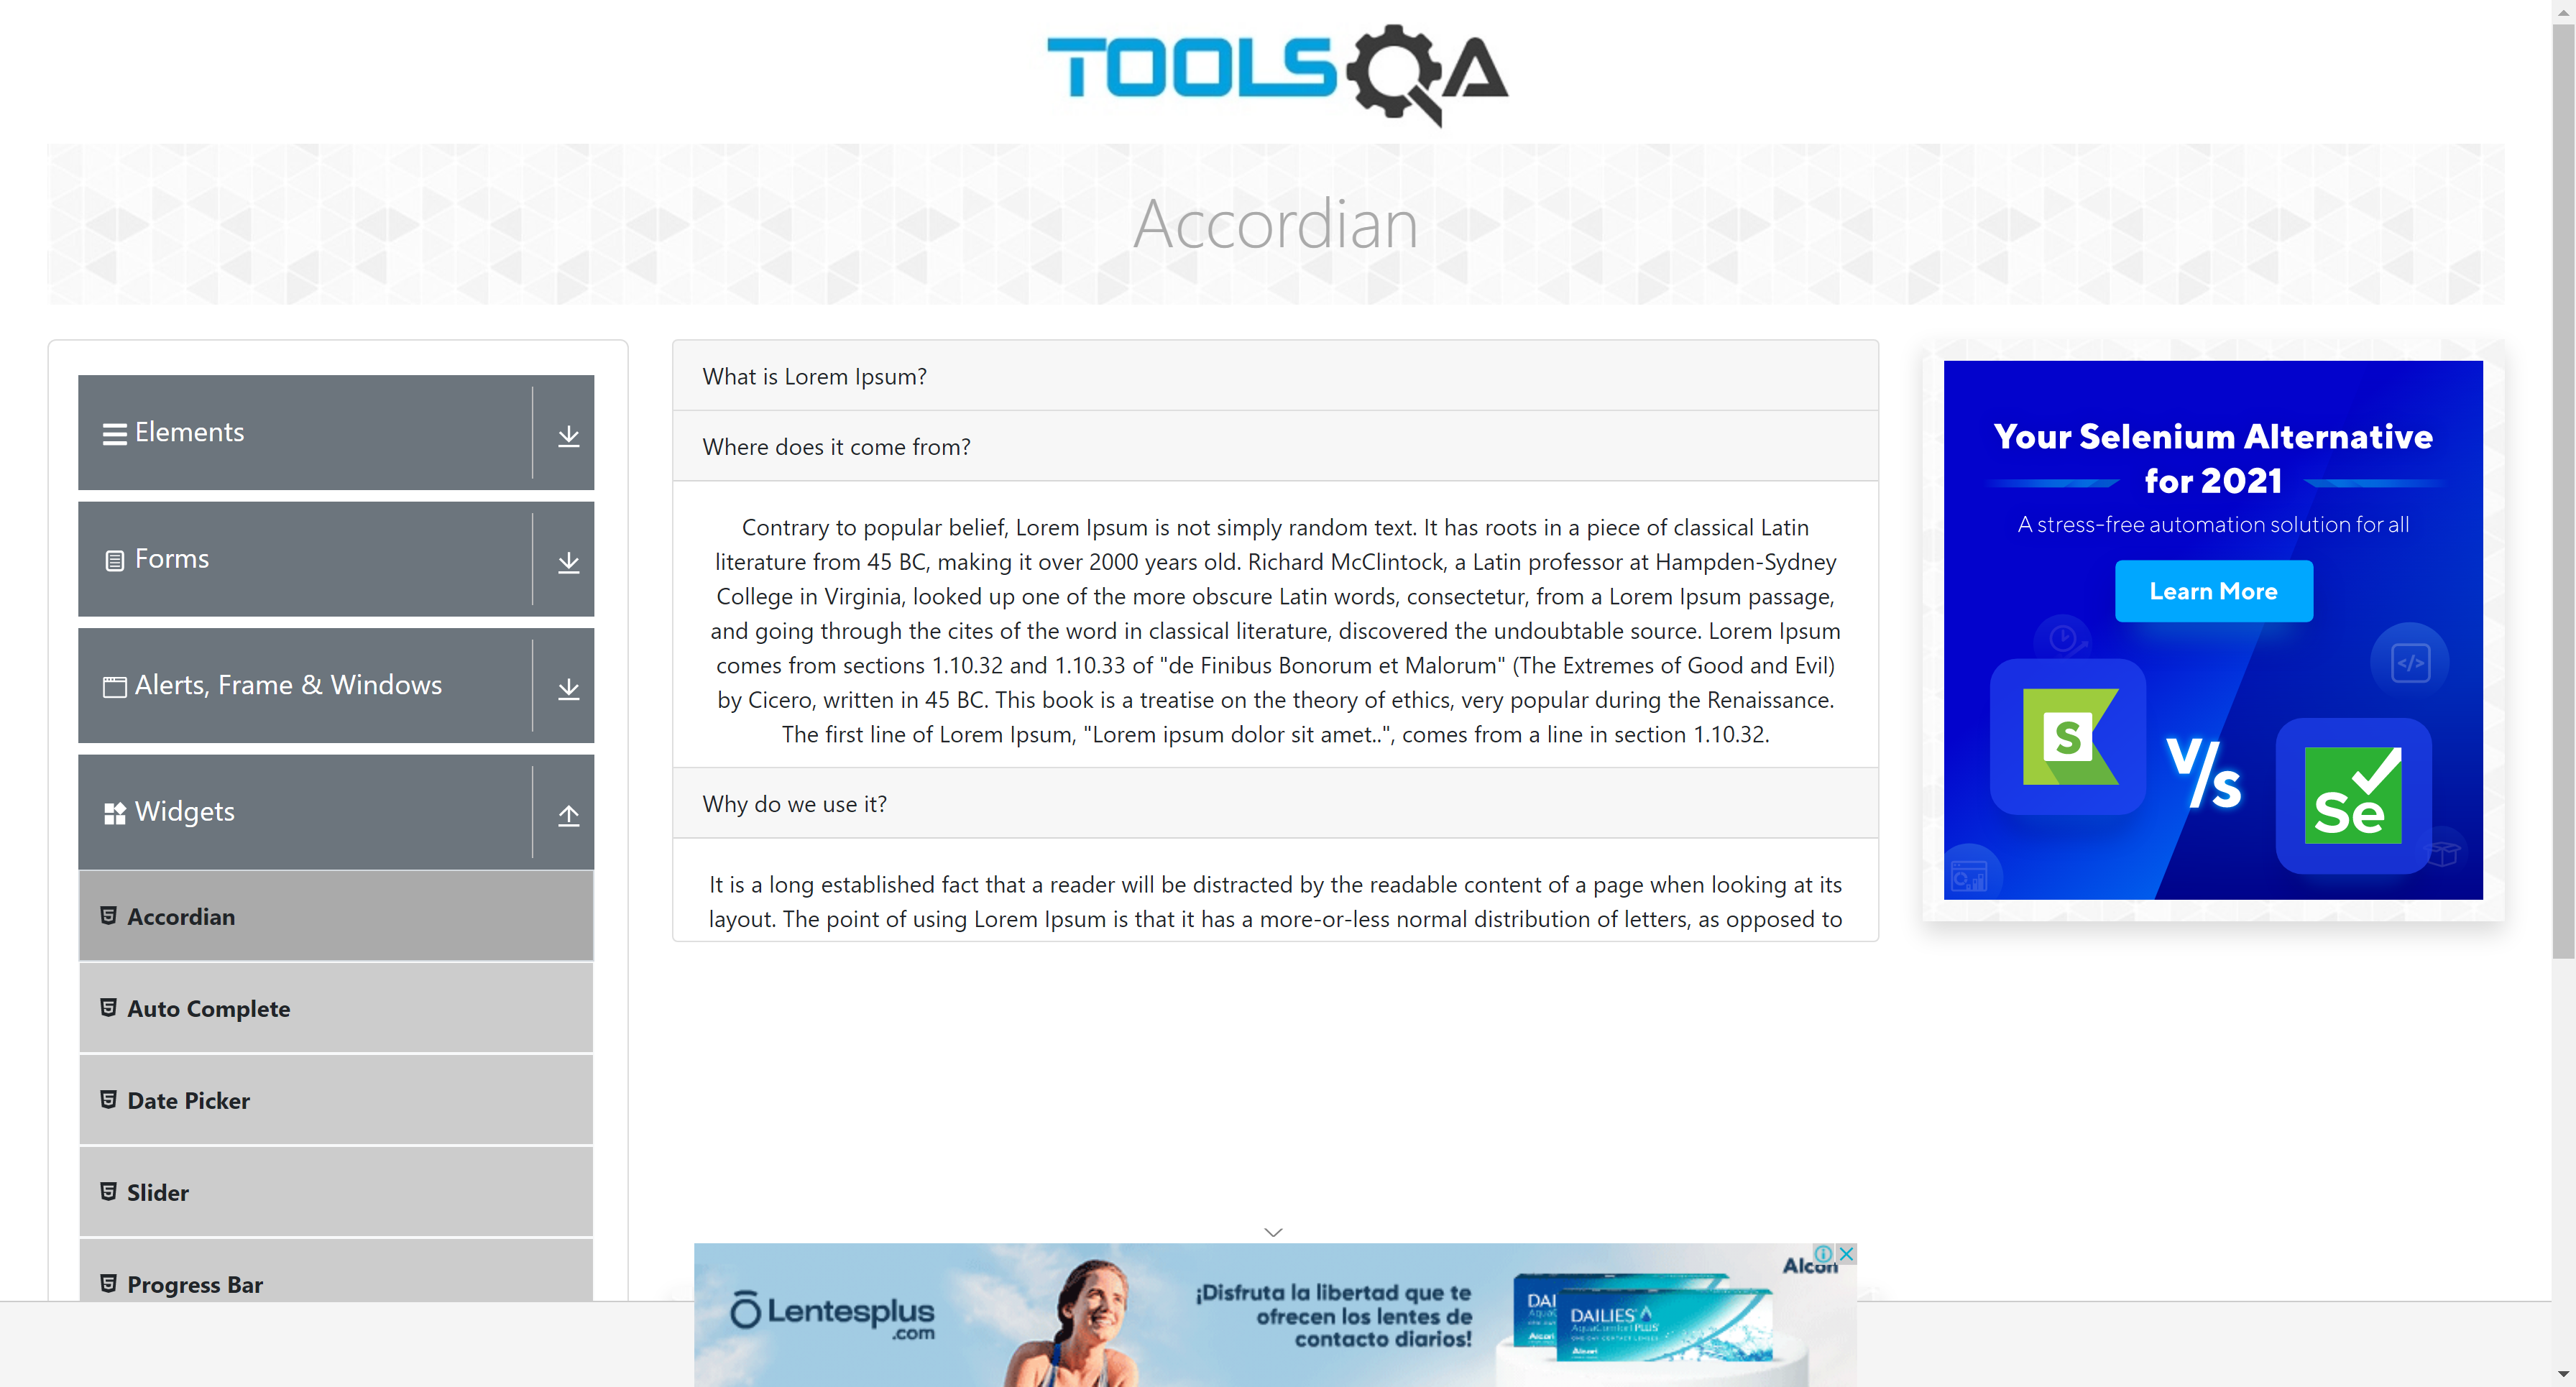 TOOLSQA
Accordian
Elements
Forms
Alerts, Frame & Windows
Widgets
Accordian
Auto Complete
Date Picker
Slider
Progress Bar
What is Lorem Ipsum?
Where does it come from?
Contrary to popular belief, Lorem Ipsum is not simply random text. It has roots in a piece of classical Latin
literature from 45 BC, making it over 2000 years old. Richard McClintock, a Latin professor at Hampden-Sydney
College in Virginia, looked up one of the more obscure Latin words, consectetur, from a Lorem Ipsum passage,
and going through the cites of the word in classical literature, discovered the undoubtable source. Lorem Ipsum
comes from sections 1.10.32 and 1.10.33 of "de Finibus Bonorum et Malorum" (The Extremes of Good and Evil)
by Cicero, written in 45 BC. This book is a treatise on the theory of ethics, very popular during the Renaissance.
The first line of Lorem Ipsum, "Lorem ipsum dolor sit amet..", comes from a line in section 1.10.32.
Why do we use it?
It is a long established fact that a reader will be distracted by the readable content of a page when looking at its
layout. The point of using Lorem Ipsum is that it has a more-or-less normal distribution of letters, as opposed to
Your Selenium Alternative
for 2021
A stress-free automation solution for all
Learn More
</>
S
V/s
Se
Lentesplus
.com
¡Disfruta la libertad que te
ofrecen los lentes de
contacto diarios!
Alcon
DAI
DAILIES
AquaComfort PLUS
Alcon
Alcon